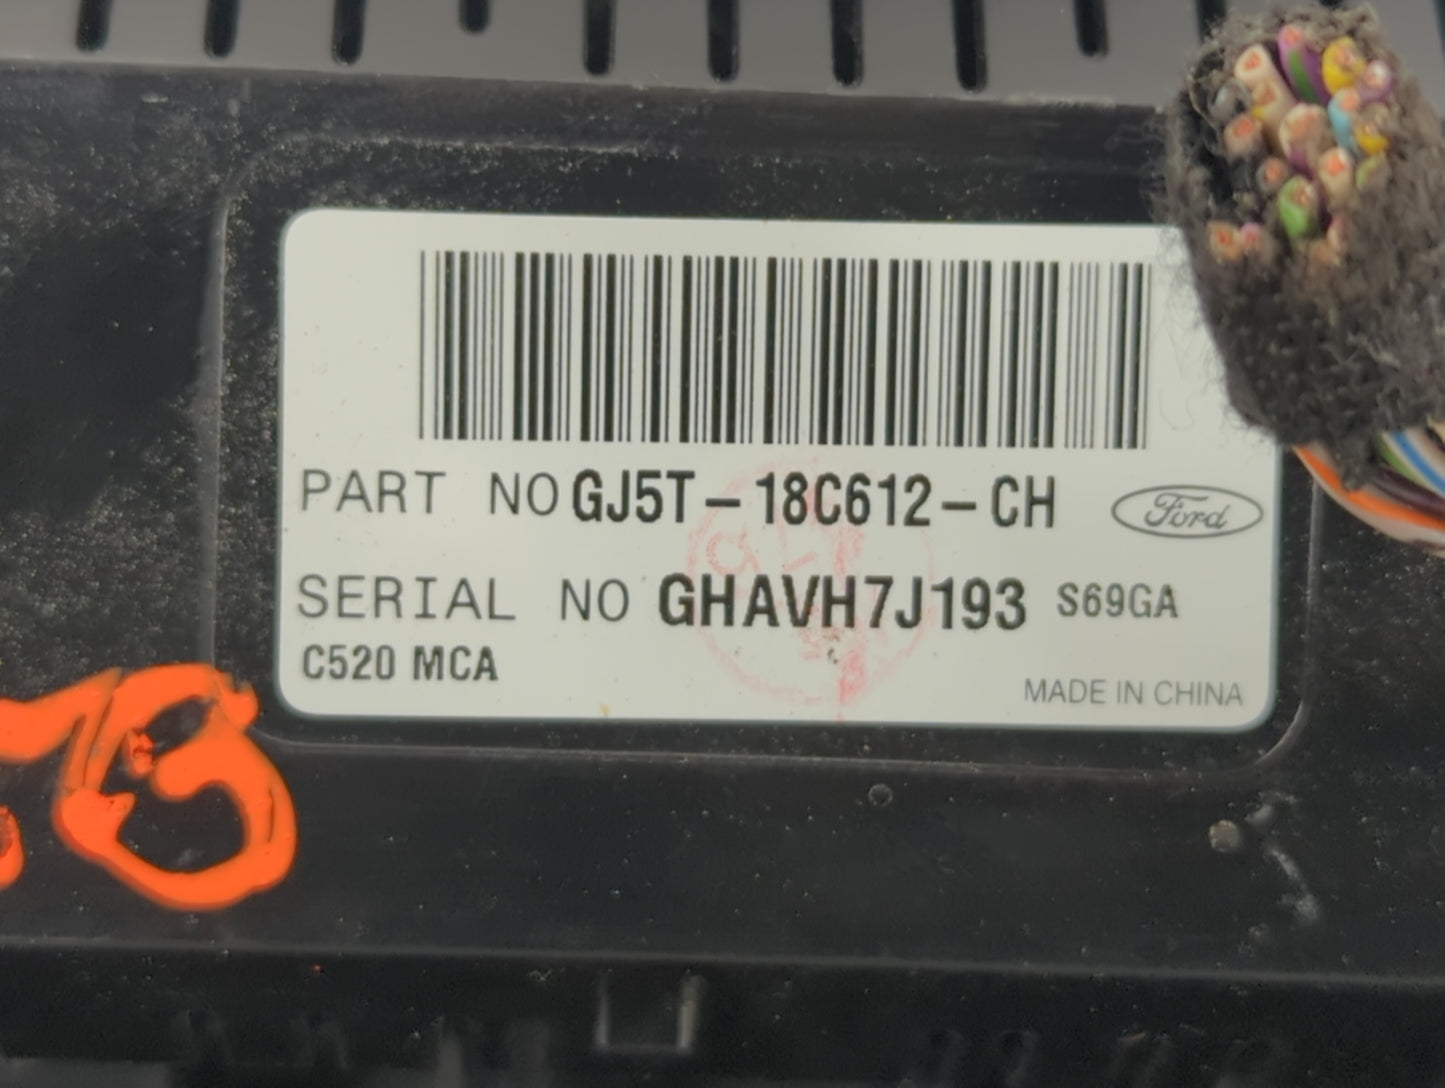 PART NO GJ5T-18C612-CH Ford
SERIAL NO GHAVH7J193 S69GA
C520 MCA
MADE IN CHINA